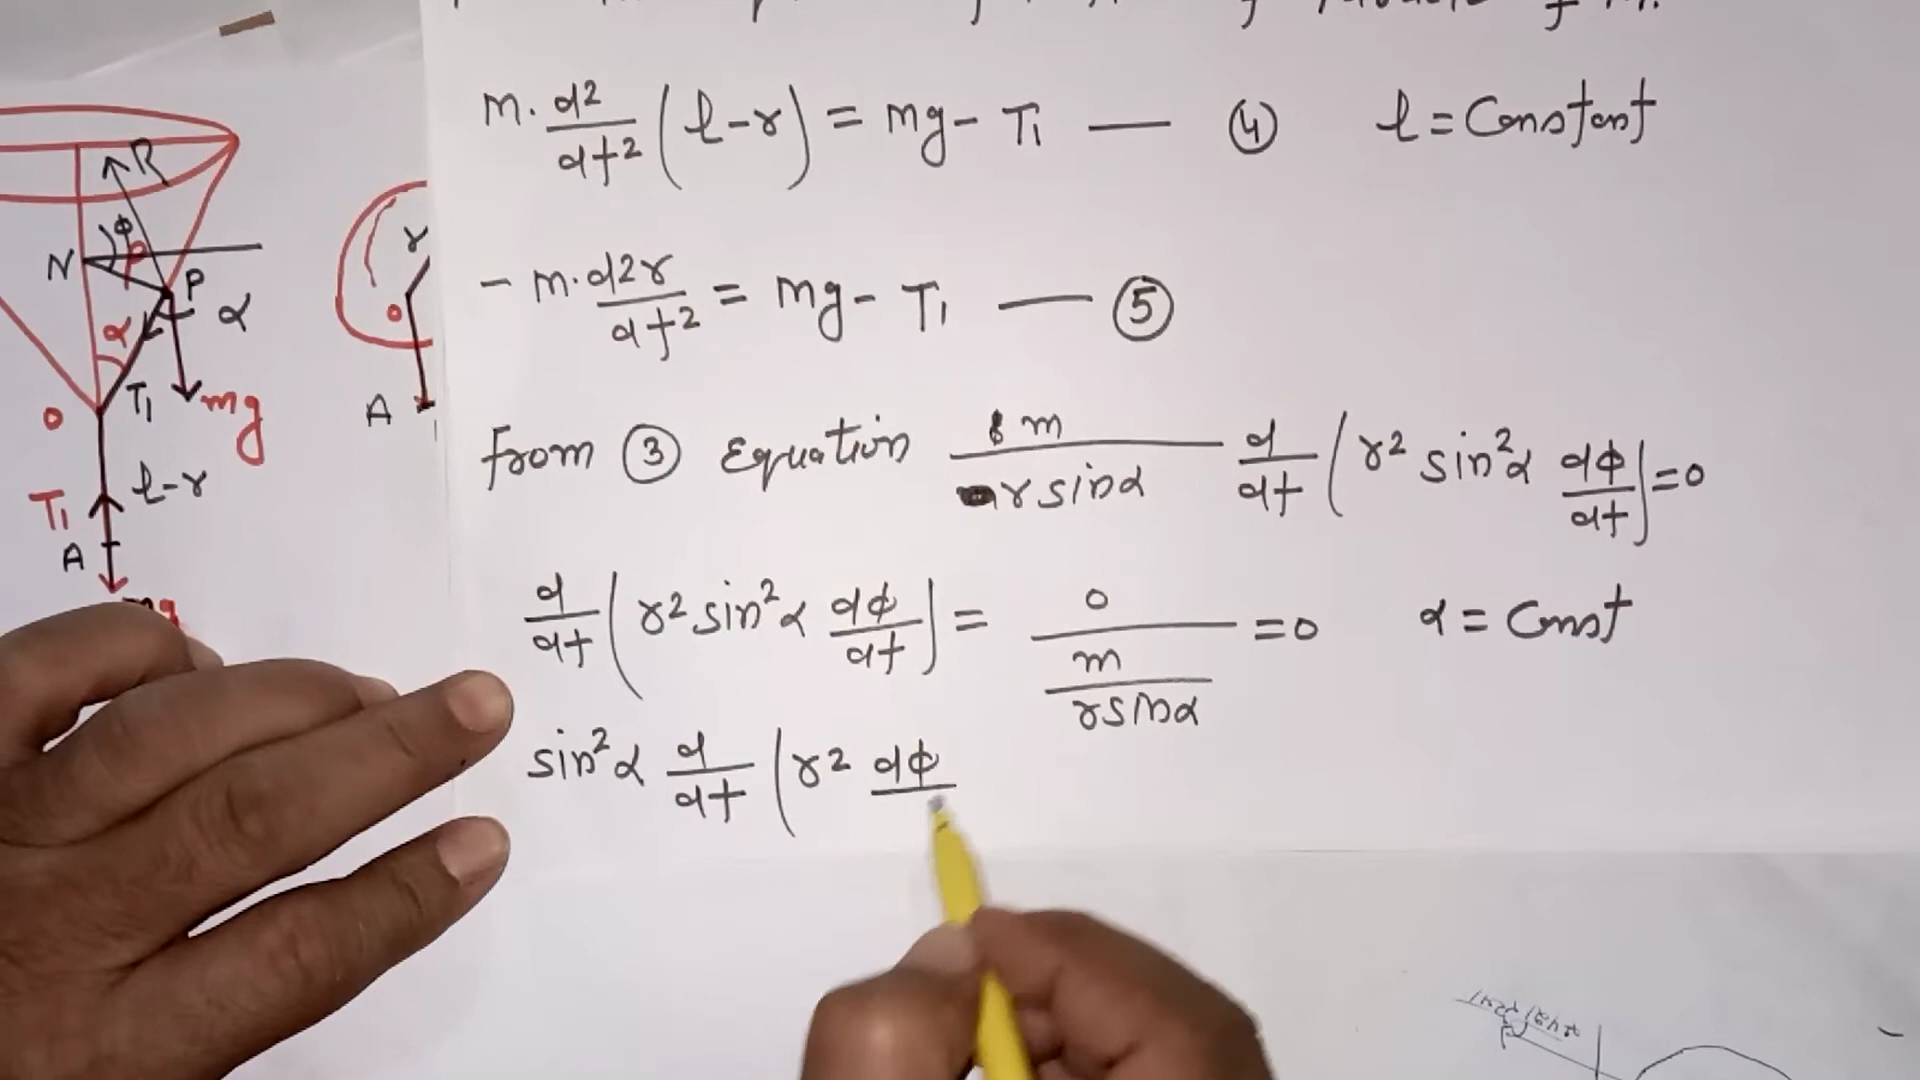 m. d²/dt² (l-r) = mg - T₁ — ④ l = Constant
- m. d2r/dt² = mg - T₁ — ⑤
from ③ Equation m/r sinα d/dt (r² sin²α dϕ/dt) = 0
d/dt (r² sin²α dϕ/dt) = 0/(m/r sinα) = 0 α = Const
sin²α d/dt (r² dϕ
R
ϕ
N
P
P
α
α
T₁
mg
O
l-r
T₁
A
mg
r
O
A